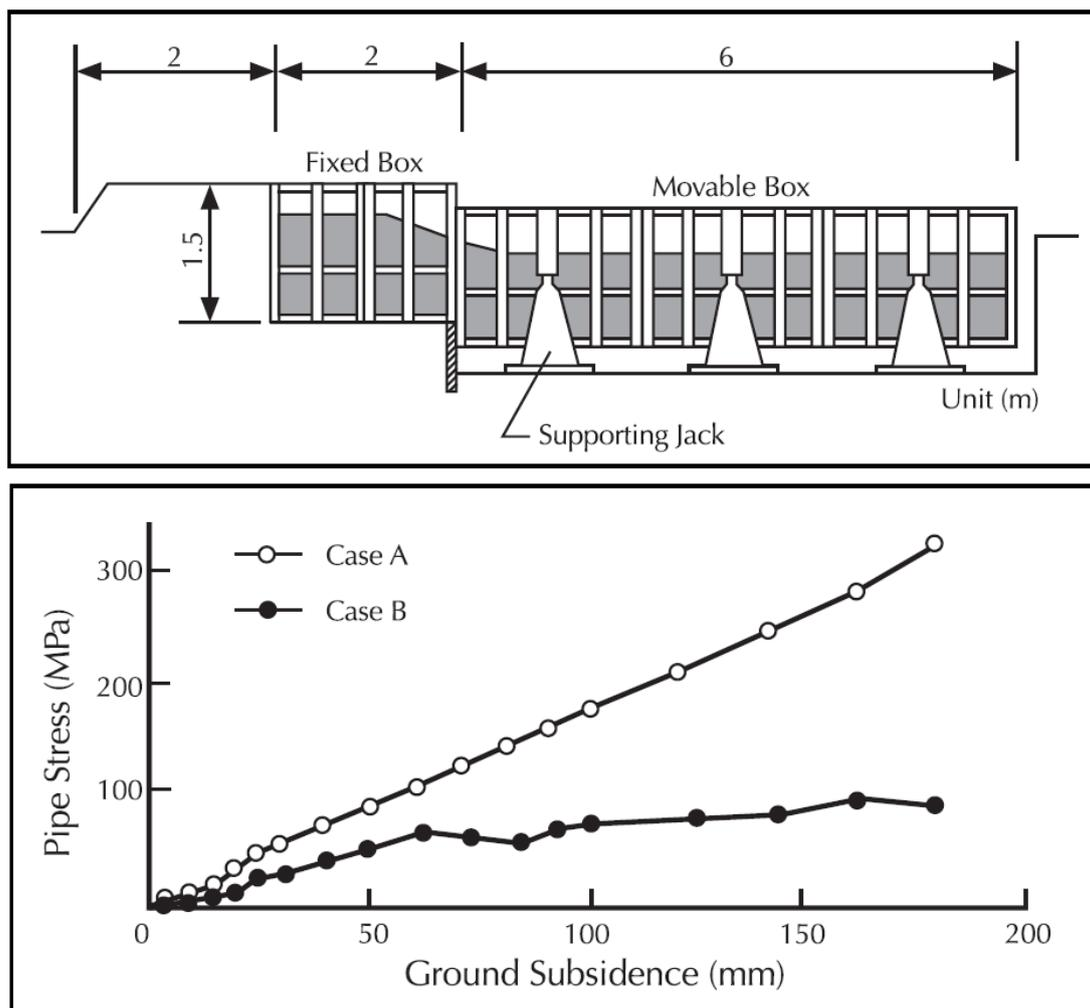 2 2 6
Fixed Box
Movable Box
1.5
Unit (m)
Supporting Jack
Case A
Case B
300
200
100
Pipe Stress (MPa)
0 50 100 150 200
Ground Subsidence (mm)